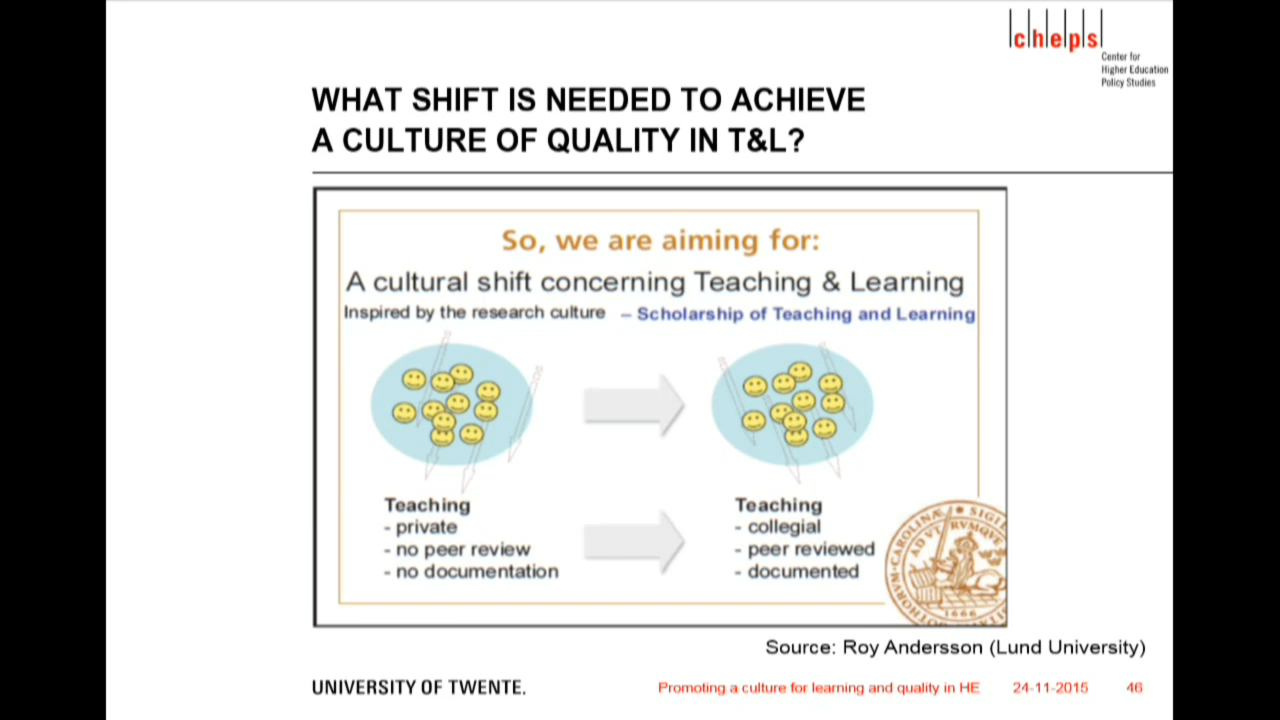 c|h|e|p|s
Center for
Higher Education
Policy Studies
WHAT SHIFT IS NEEDED TO ACHIEVE
A CULTURE OF QUALITY IN T&L?
So, we are aiming for:
A cultural shift concerning Teaching & Learning
Inspired by the research culture – Scholarship of Teaching and Learning
Teaching
- private
- no peer review
- no documentation
Teaching
- collegial
- peer reviewed
- documented
1666
Source: Roy Andersson (Lund University)
UNIVERSITY OF TWENTE.
Promoting a culture for learning and quality in HE 24-11-2015 46